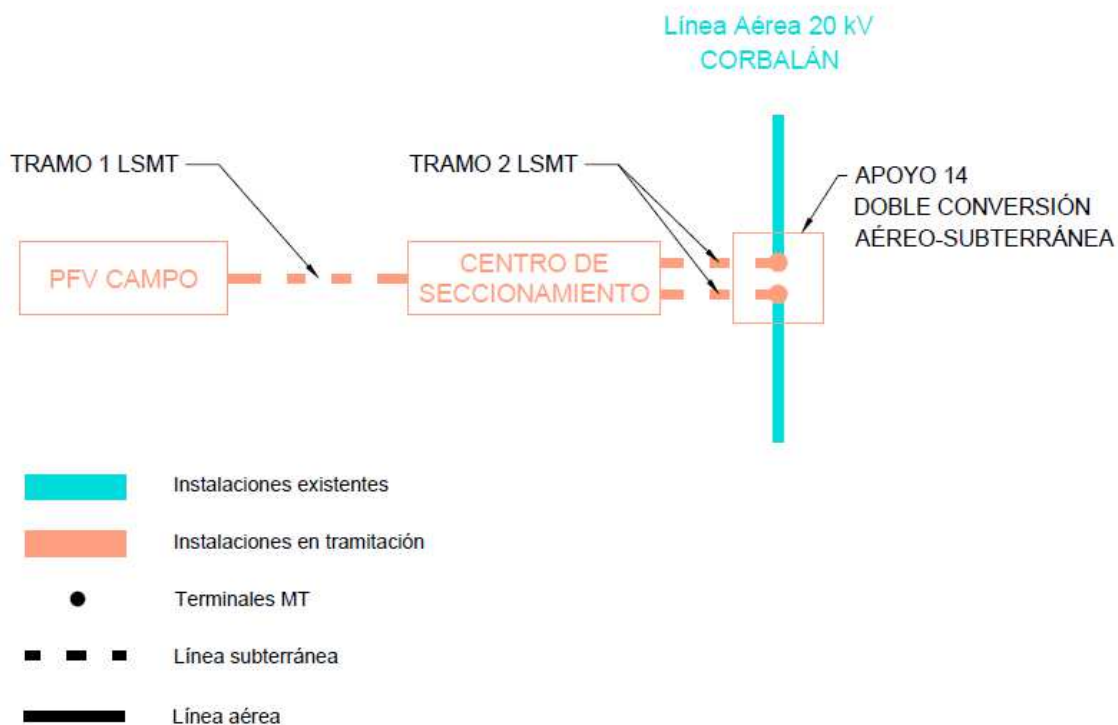 Línea Aérea 20 kV
CORBALÁN
TRAMO 1 LSMT
TRAMO 2 LSMT
APOYO 14
DOBLE CONVERSIÓN
AÉREO-SUBTERRÁNEA
PFV CAMPO
CENTRO DE
SECCIONAMIENTO
Instalaciones existentes
Instalaciones en tramitación
Terminales MT
Línea subterránea
Línea aérea